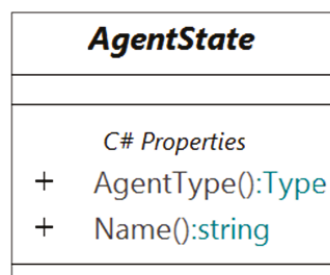 AgentState
C# Properties
+ AgentType():Type
+ Name():string